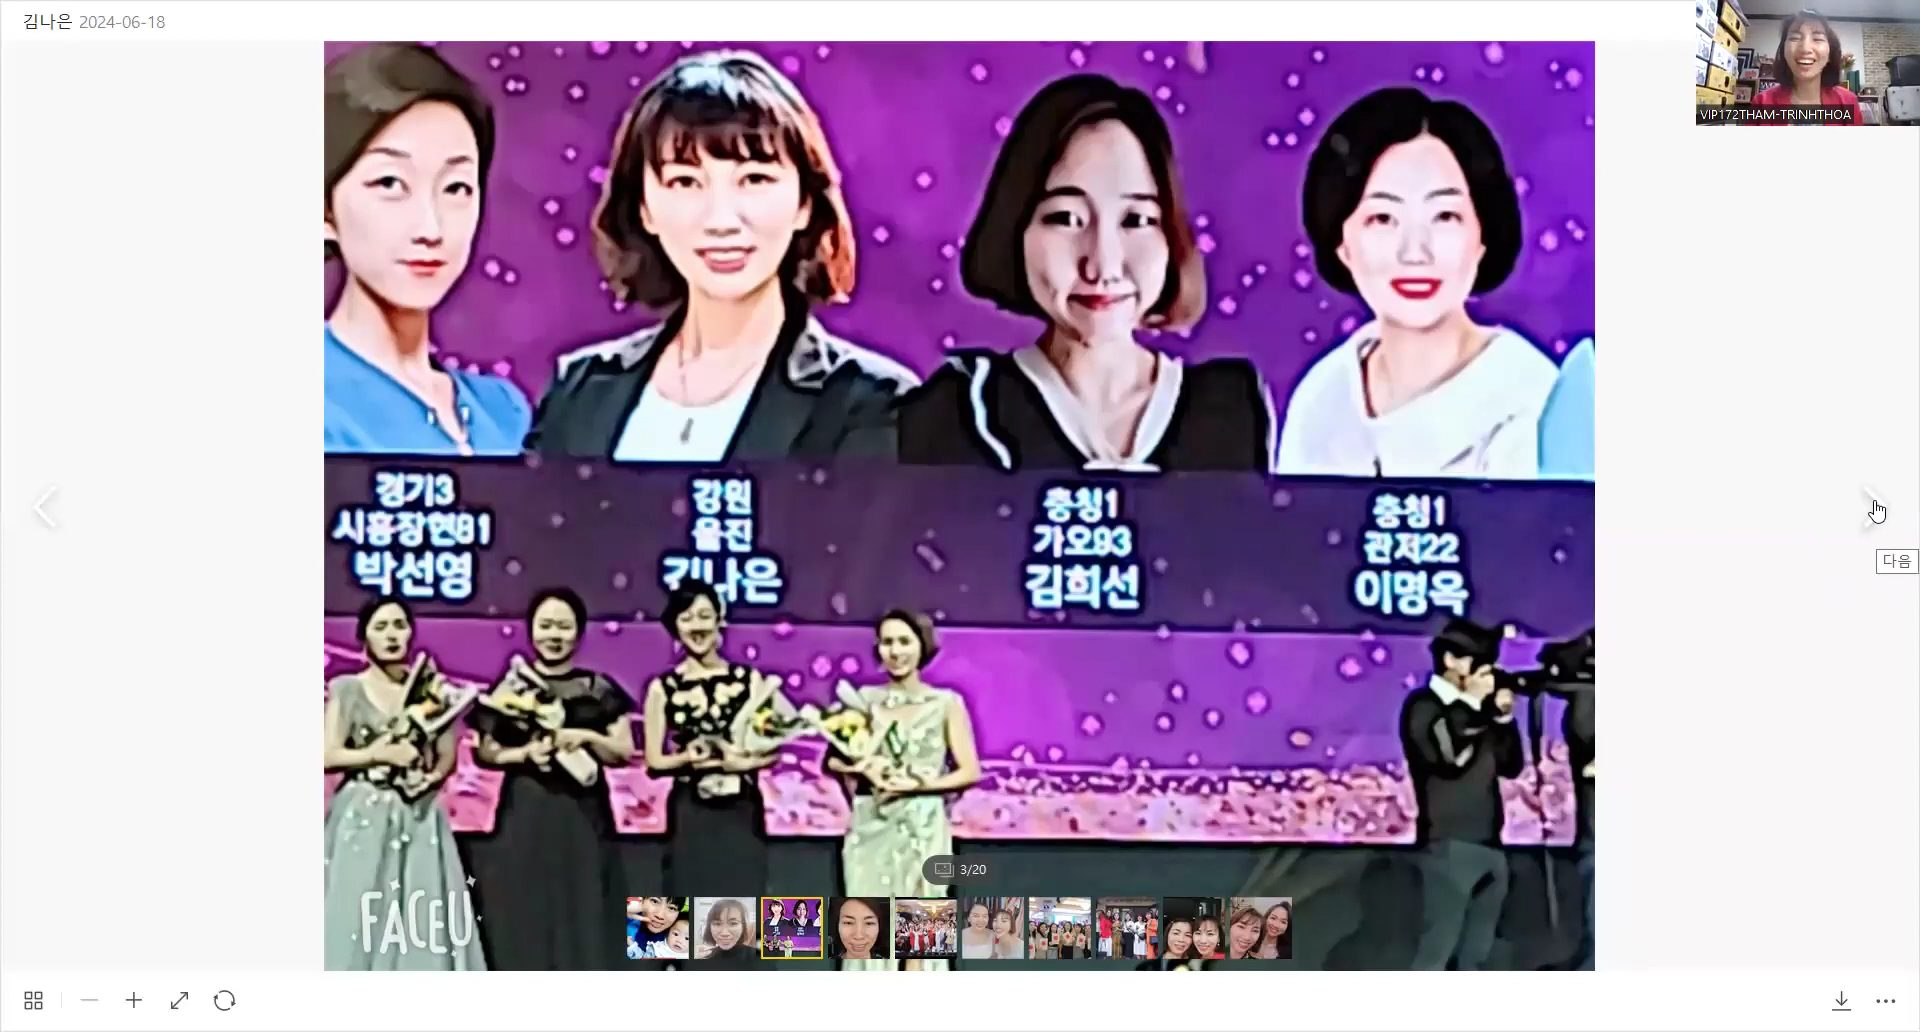 김나은 2024-06-18
VIP172THAM-TRINHTHOA
경기3
시흥장현81
박선영
강원
울진
김나은
충청1
가오93
김희선
충청1
관저22
이명옥
다음
3/20
FACEU